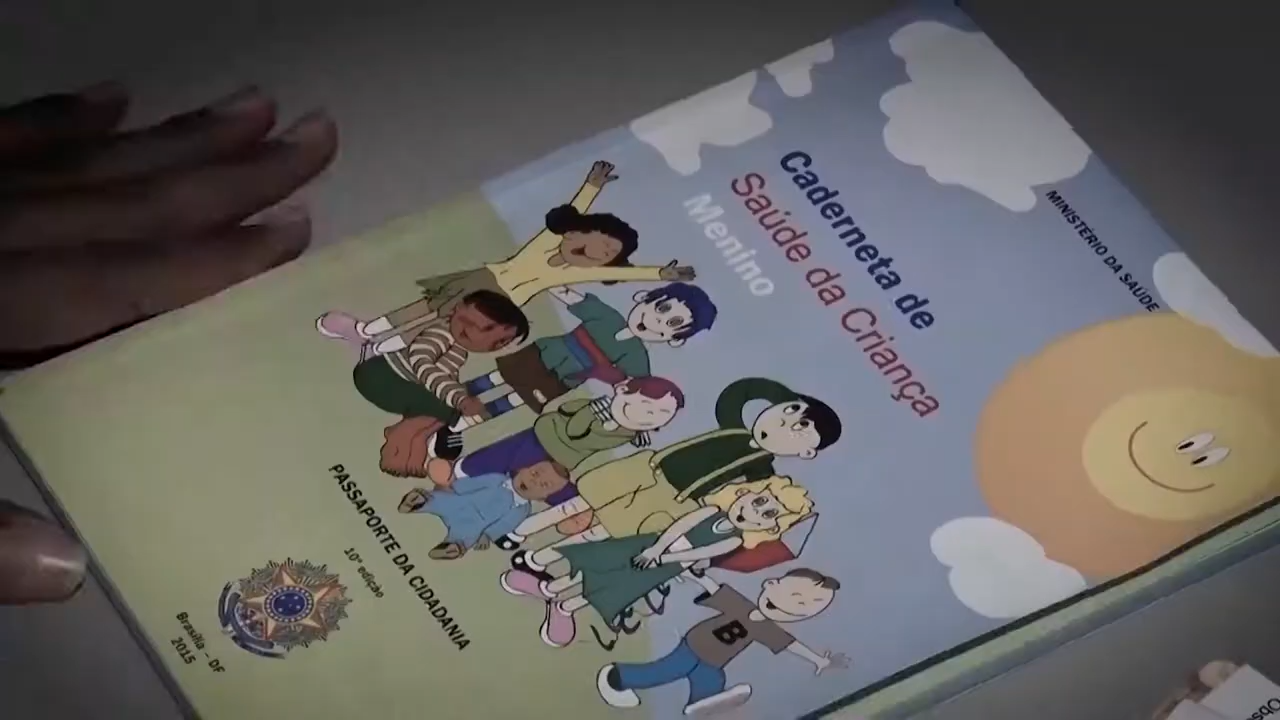 MINISTÉRIO DA SAÚDE
Caderneta de
Saúde da Criança
Menino
B
PASSAPORTE DA CIDADANIA
10ª edição
Brasília – DF
2015